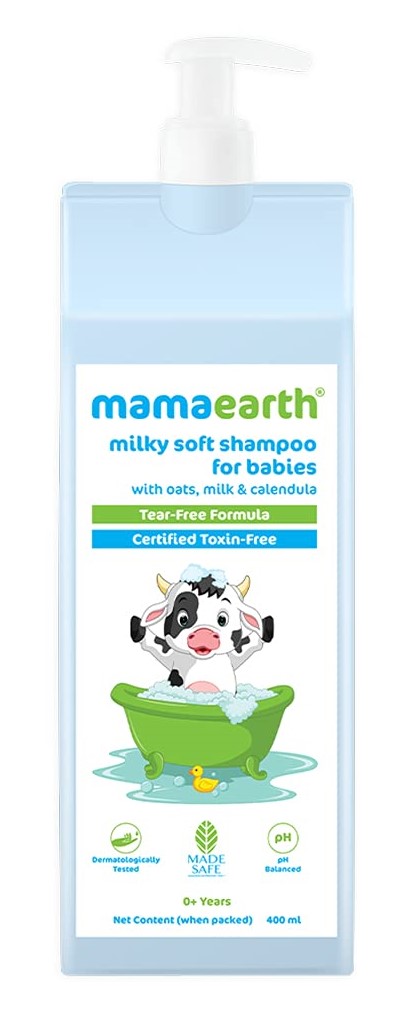 mamaearth®
milky soft shampoo
for babies
with oats, milk & calendula
Tear-Free Formula
Certified Toxin-Free
Dermatologically
Tested
MADE
SAFE
pH
pH
Balanced
0+ Years
Net Content (when packed) 400 ml